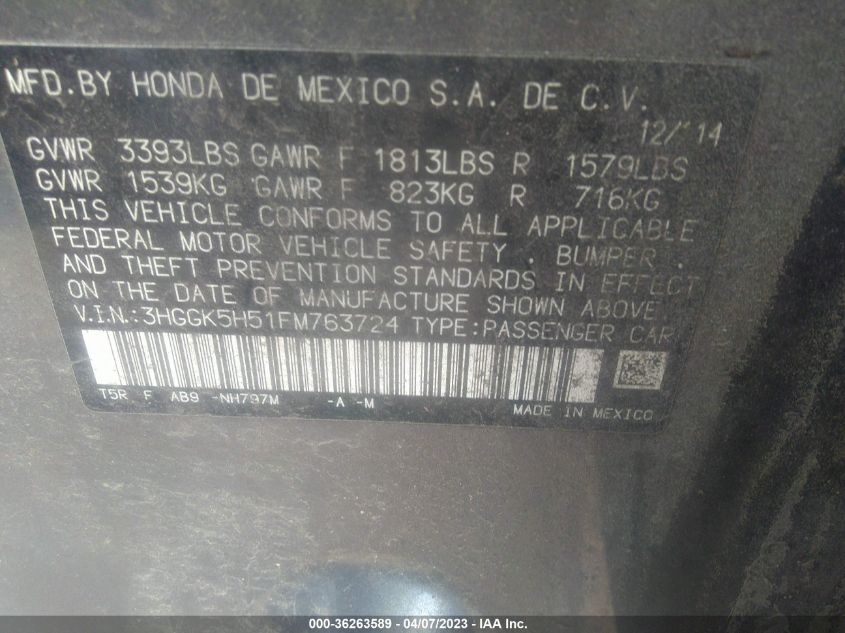 MFD.BY HONDA DE MEXICO S.A. DE C.V.
12/'14
GVWR 3393LBS GAWR F 1813LBS R 1579LBS
GVWR 1539KG GAWR F 823KG R 716KG
THIS VEHICLE CONFORMS TO ALL APPLICABLE
FEDERAL MOTOR VEHICLE SAFETY , BUMPER ,
AND THEFT PREVENTION STANDARDS IN EFFECT
ON THE DATE OF MANUFACTURE SHOWN ABOVE.
V.I.N.:3HGGK5H51FM763724 TYPE:PASSENGER CAR
T5R F AB9 -NH797M -A -M MADE IN MEXICO
000-36263589 - 04/07/2023 - IAA Inc.